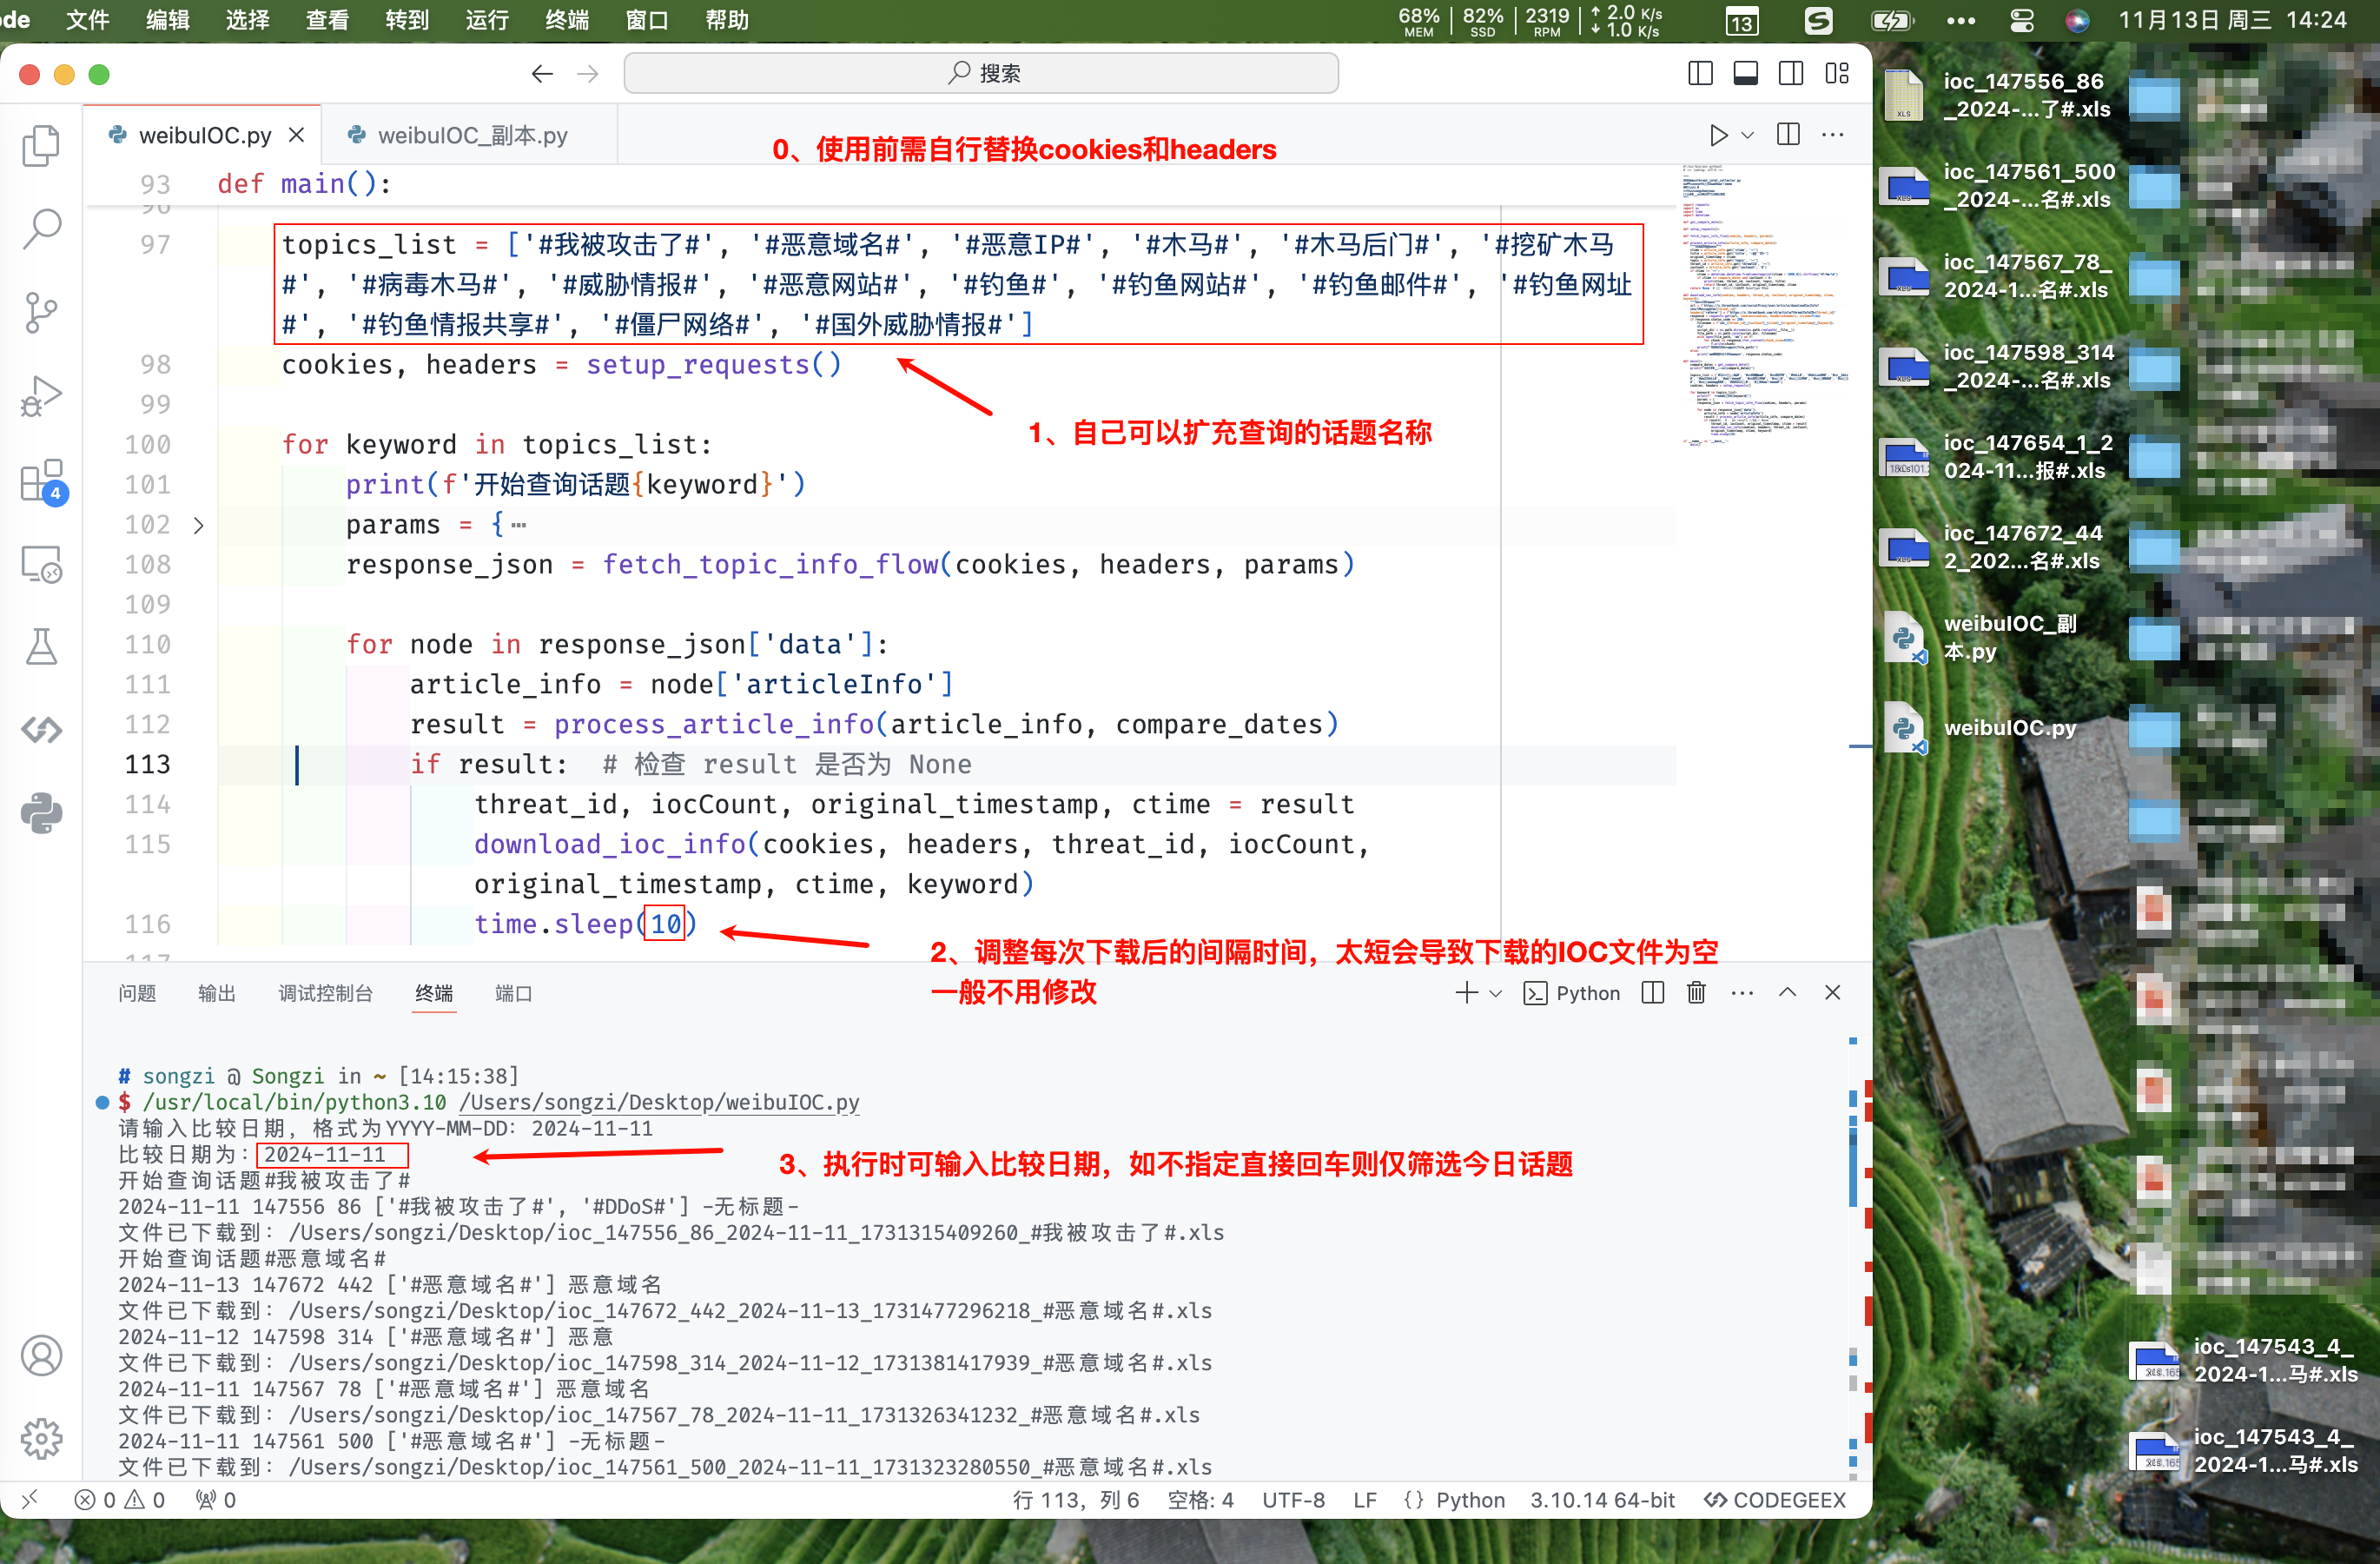 ode 文件 编辑 选择 查看 转到 运行 终端 窗口 帮助 68% MEM 82% SSD 2319 RPM ↑ 2.0 K/s ↓ 1.0 K/s 13 11月13日 周三 14:24
搜索
weibuIOC.py
weibuIOC_副本.py
0、使用前需自行替换cookies和headers
93 def main():
96
97 topics_list = ['#我被攻击了#', '#恶意域名#', '#恶意IP#', '#木马#', '#木马后门#', '#挖矿木马
#', '#病毒木马#', '#威胁情报#', '#恶意网站#', '#钓鱼#', '#钓鱼网站#', '#钓鱼邮件#', '#钓鱼网址
#', '#钓鱼情报共享#', '#僵尸网络#', '#国外威胁情报#']
98 cookies, headers = setup_requests()
99
1、自己可以扩充查询的话题名称
100 for keyword in topics_list:
101 print(f'开始查询话题{keyword}')
102 params = {⋯
108 response_json = fetch_topic_info_flow(cookies, headers, params)
109
110 for node in response_json['data']:
111 article_info = node['articleInfo']
112 result = process_article_info(article_info, compare_dates)
113 if result:  # 检查 result 是否为 None
114 threat_id, iocCount, original_timestamp, ctime = result
115 download_ioc_info(cookies, headers, threat_id, iocCount,
original_timestamp, ctime, keyword)
116 time.sleep(10)
117
2、调整每次下载后的间隔时间，太短会导致下载的IOC文件为空
一般不用修改
4
问题 输出 调试控制台 终端 端口 Python
# songzi @ Songzi in ~ [14:15:38]
$ /usr/local/bin/python3.10 /Users/songzi/Desktop/weibuIOC.py
请输入比较日期，格式为YYYY-MM-DD: 2024-11-11
比较日期为：2024-11-11
3、执行时可输入比较日期，如不指定直接回车则仅筛选今日话题
开始查询话题#我被攻击了#
2024-11-11 147556 86 ['#我被攻击了#', '#DDoS#'] -无标题-
文件已下载到：/Users/songzi/Desktop/ioc_147556_86_2024-11-11_1731315409260_#我被攻击了#.xls
开始查询话题#恶意域名#
2024-11-13 147672 442 ['#恶意域名#'] 恶意域名
文件已下载到：/Users/songzi/Desktop/ioc_147672_442_2024-11-13_1731477296218_#恶意域名#.xls
2024-11-12 147598 314 ['#恶意域名#'] 恶意
文件已下载到：/Users/songzi/Desktop/ioc_147598_314_2024-11-12_1731381417939_#恶意域名#.xls
2024-11-11 147567 78 ['#恶意域名#'] 恶意域名
文件已下载到：/Users/songzi/Desktop/ioc_147567_78_2024-11-11_1731326341232_#恶意域名#.xls
2024-11-11 147561 500 ['#恶意域名#'] -无标题-
文件已下载到：/Users/songzi/Desktop/ioc_147561_500_2024-11-11_1731323280550_#恶意域名#.xls
0 0 0 行 113，列 6 空格: 4 UTF-8 LF {} Python 3.10.14 64-bit CODEGEEX
ioc_147556_86
_2024-...了#.xls
ioc_147561_500
_2024-...名#.xls
ioc_147567_78_
2024-1...名#.xls
ioc_147598_314
_2024-...名#.xls
ioc_147654_1_2
024-11...报#.xls
ioc_147672_44
2_202...名#.xls
weibuIOC_副
本.py
weibuIOC.py
ioc_147543_4_
2024-1...马#.xls
ioc_147543_4_
2024-1...马#.xls